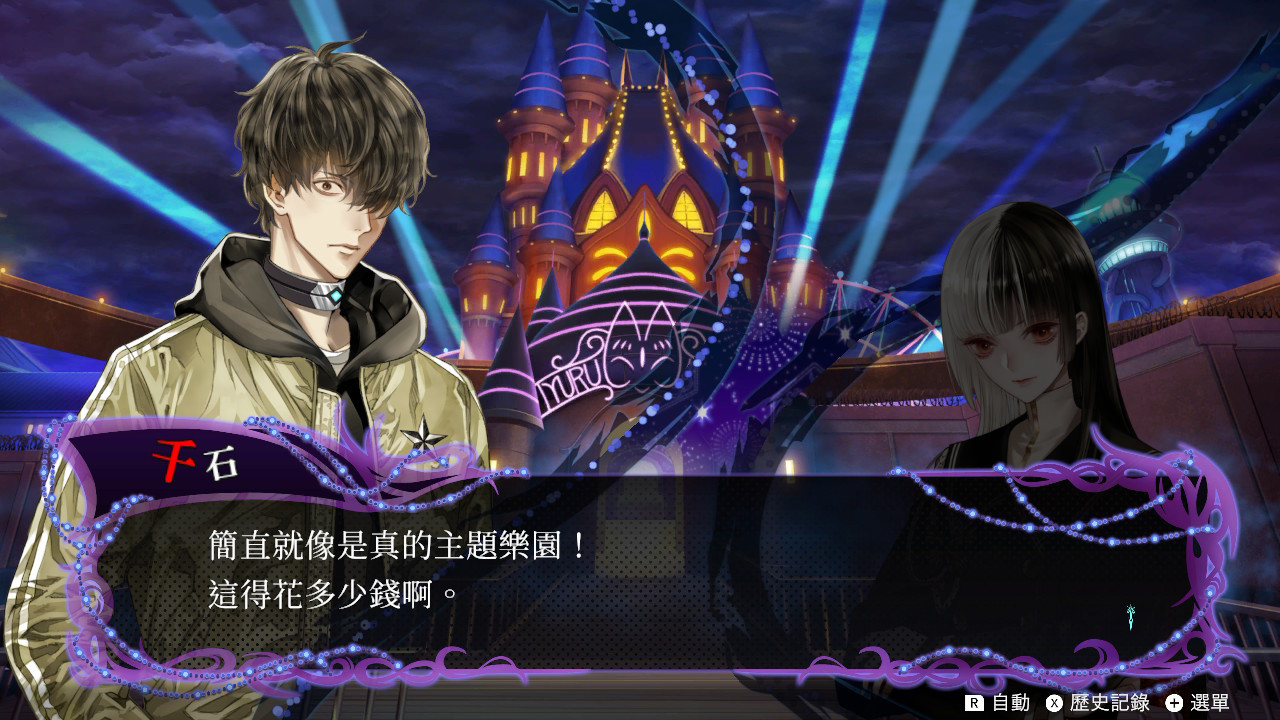 YURU
千石
簡直就像是真的主題樂園！
這得花多少錢啊。
R 自動 X 歷史記錄 + 選單